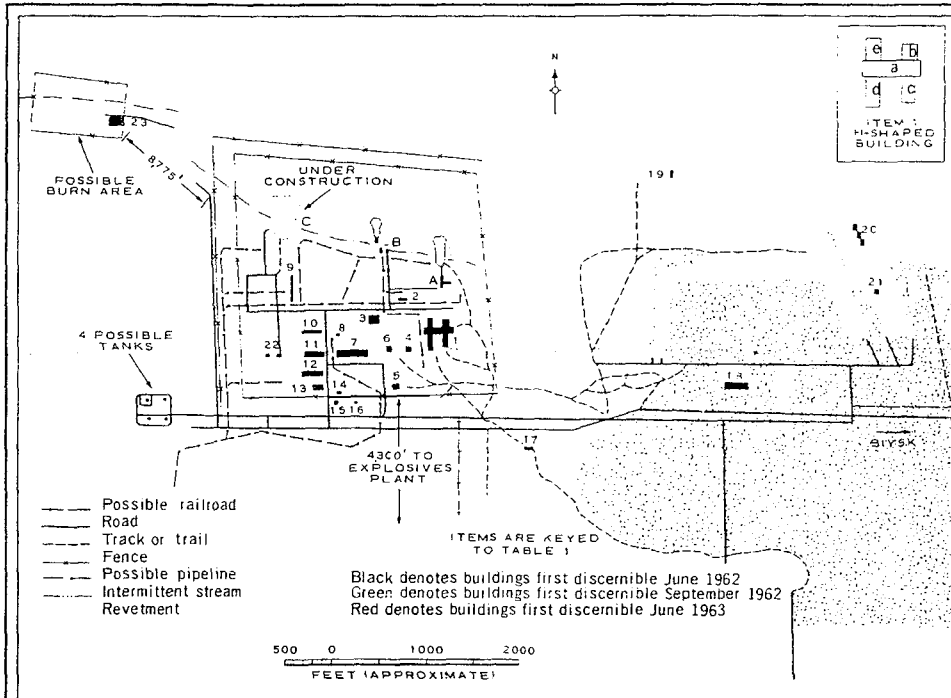 N
e b
a
d c
ITEM 1
H-SHAPED
BUILDING
23
8,775'
POSSIBLE
BURN AREA
UNDER
CONSTRUCTION
19
20
C
B
9
A
2
21
4 POSSIBLE
TANKS
3
10
8
11
7
6
4
22
12
13
14
5
18
15
16
17
BIYSK
4,300' TO
EXPLOSIVES
PLANT
Possible railroad
Road
Track or trail
Fence
Possible pipeline
Intermittent stream
Revetment
ITEMS ARE KEYED
TO TABLE 1
Black denotes buildings first discernible June 1962
Green denotes buildings first discernible September 1962
Red denotes buildings first discernible June 1963
500 0 1000 2000
FEET (APPROXIMATE)